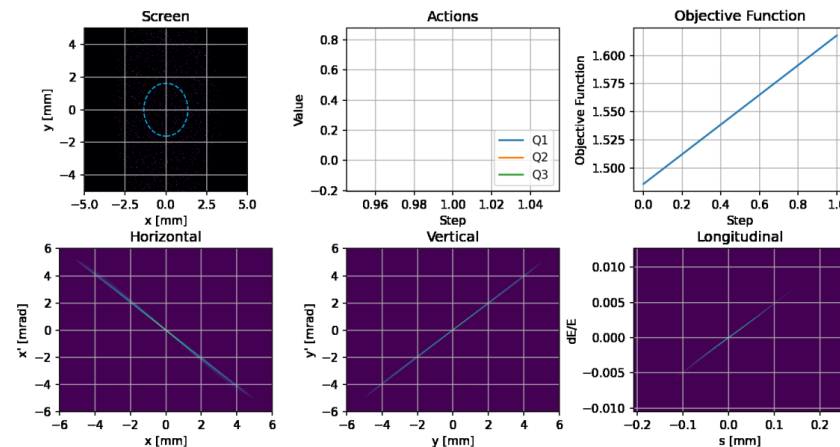 Screen
4
2
0
−2
−4
y [mm]
−5.0 −2.5 0.0 2.5 5.0
x [mm]
Actions
0.8
0.6
0.4
0.2
0.0
−0.2
Value
Q1
Q2
Q3
0.96 0.98 1.00 1.02 1.04
Step
Objective Function
1.600
1.575
1.550
1.525
1.500
Objective Function
0.0 0.2 0.4 0.6 0.8 1.0
Step
Horizontal
6
4
2
0
−2
−4
−6
x' [mrad]
−6 −4 −2 0 2 4 6
x [mm]
Vertical
6
4
2
0
−2
−4
−6
y' [mrad]
−6 −4 −2 0 2 4 6
y [mm]
Longitudinal
0.010
0.005
0.000
−0.005
−0.010
dE/E
−0.2 −0.1 0.0 0.1 0.2
s [mm]